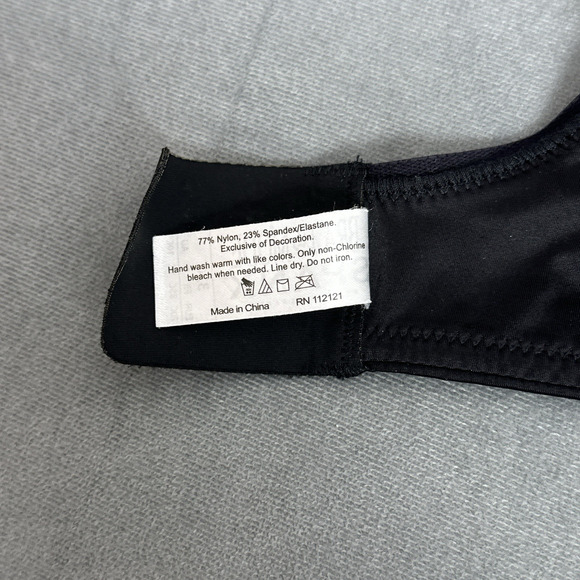 77% Nylon, 23% Spandex/Elastane.
Exclusive of Decoration.
Hand wash warm with like colors. Only non-Chlorine
bleach when needed. Line dry. Do not iron.
Made in China RN 112121